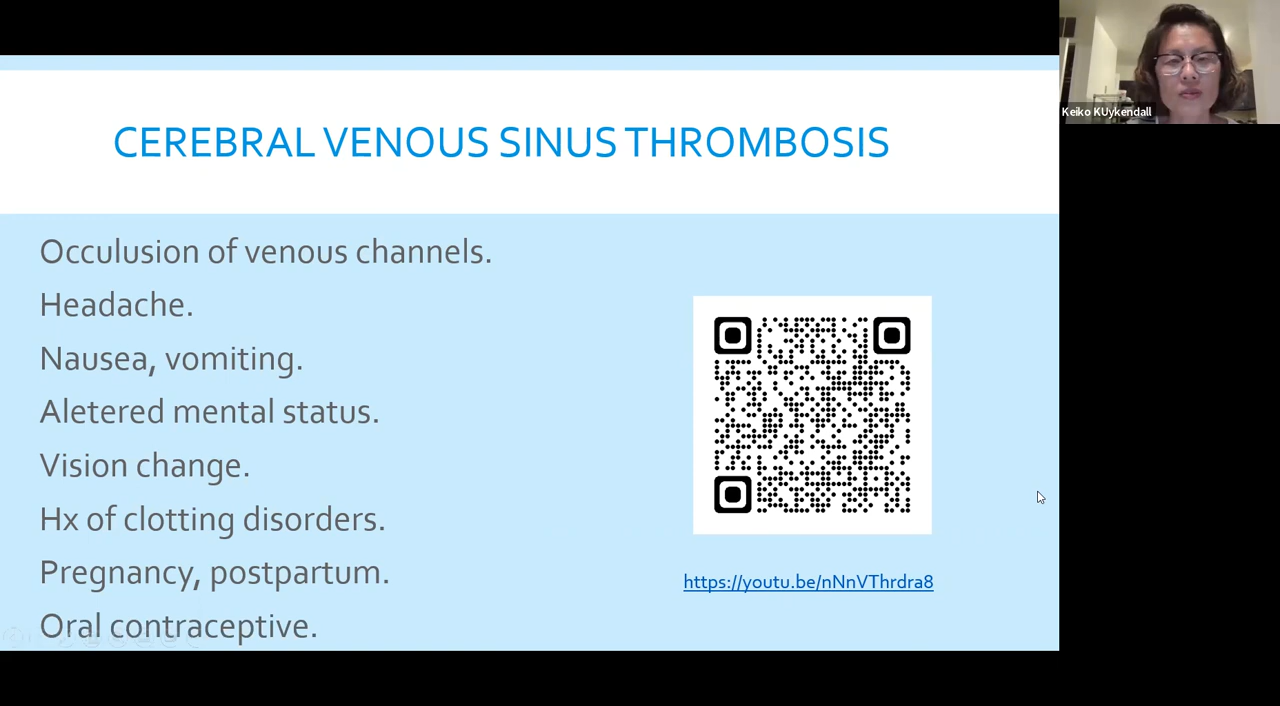 CEREBRAL VENOUS SINUS THROMBOSIS
Occulusion of venous channels.
Headache.
Nausea, vomiting.
Aletered mental status.
Vision change.
Hx of clotting disorders.
Pregnancy, postpartum.
Oral contraceptive.
https://youtu.be/nNnVThrdra8
Keiko KUykendall